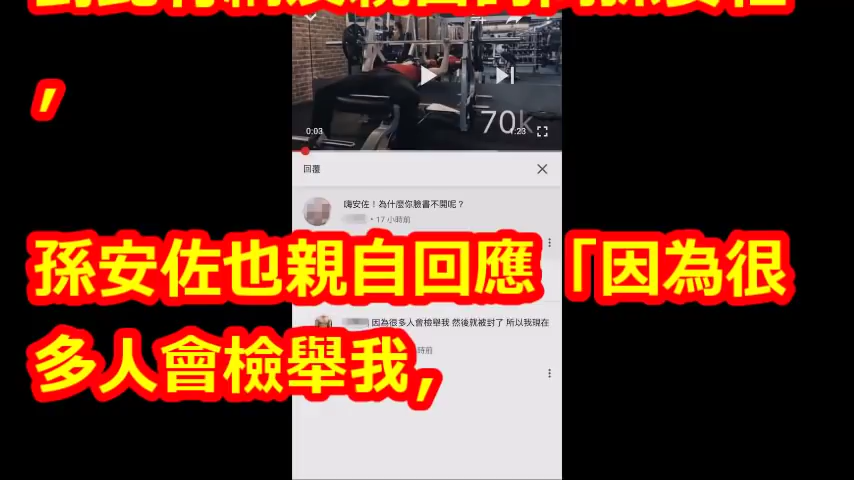 ，
70k
0:03
1:23
回覆
嗨安佐！為什麼你臉書不開呢？
• 17 小時前
孫安佐也親自回應「因為很
因為很多人會檢舉我 然後就被封了 所以我現在
時前
多人會檢舉我，